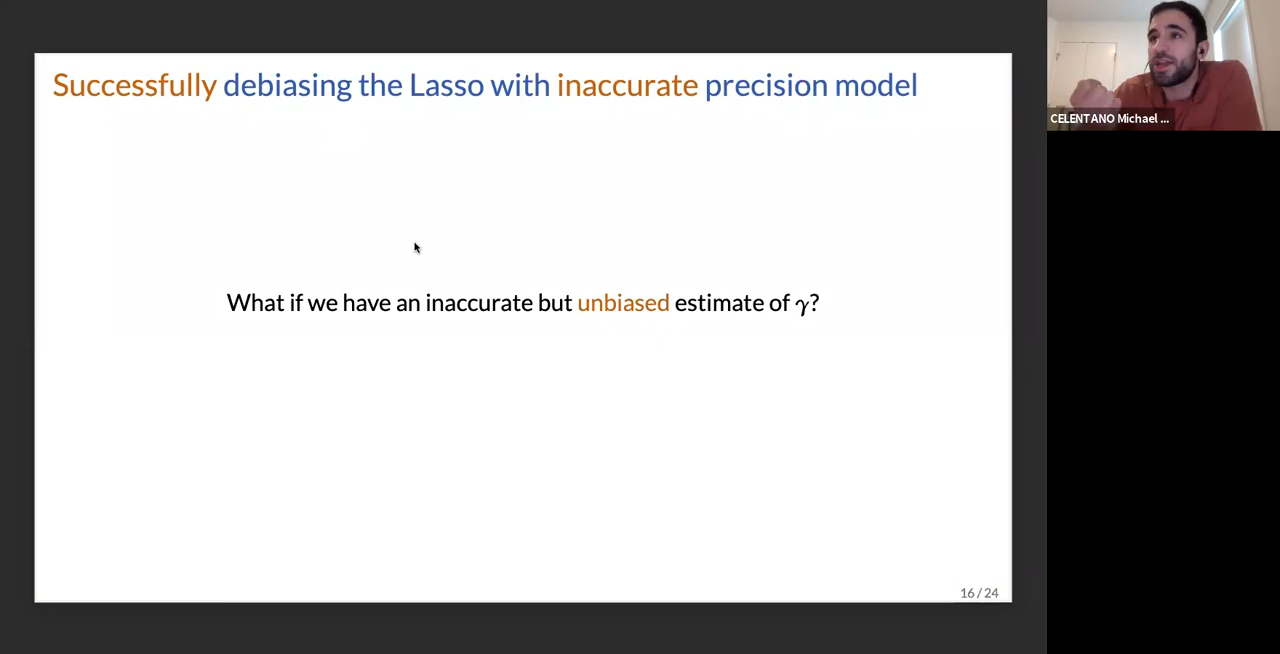 Successfully debiasing the Lasso with inaccurate precision model
CELENTANO Michael ...
What if we have an inaccurate but unbiased estimate of γ?
16 / 24